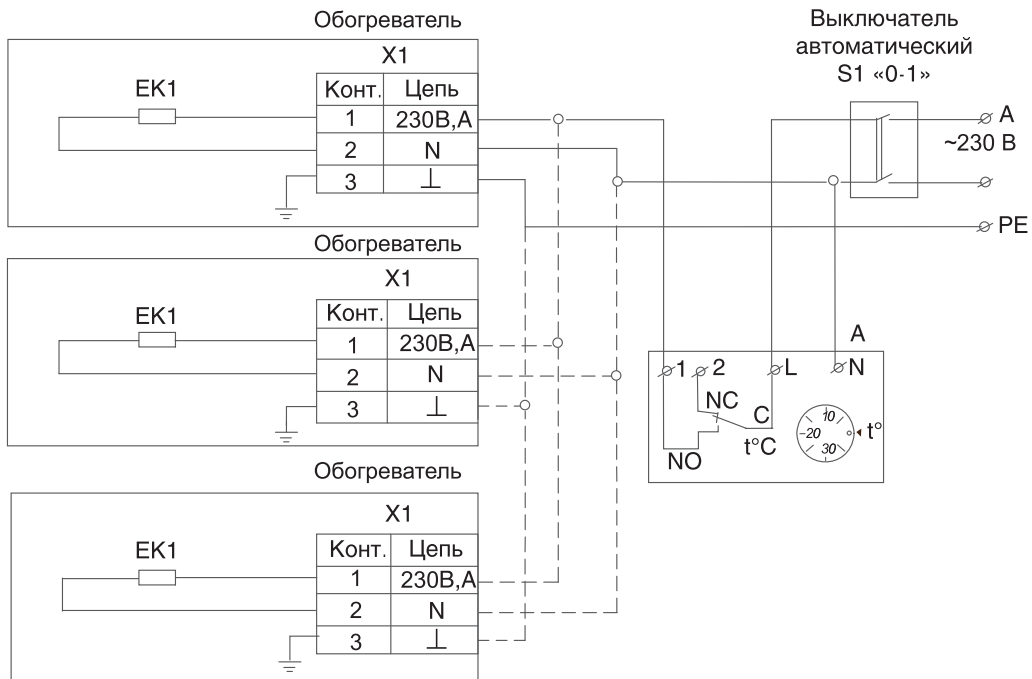 Обогреватель
X1
EK1
Конт. Цепь
1 230В,А
2 N
3 ⊥
Выключатель
автоматический
S1 «0-1»
A
~230 В
PE
Обогреватель
X1
EK1
Конт. Цепь
1 230В,А
2 N
3 ⊥
A
1 2 L N
NC
C
t°C
NO
10
20
30
t°
Обогреватель
X1
EK1
Конт. Цепь
1 230В,А
2 N
3 ⊥